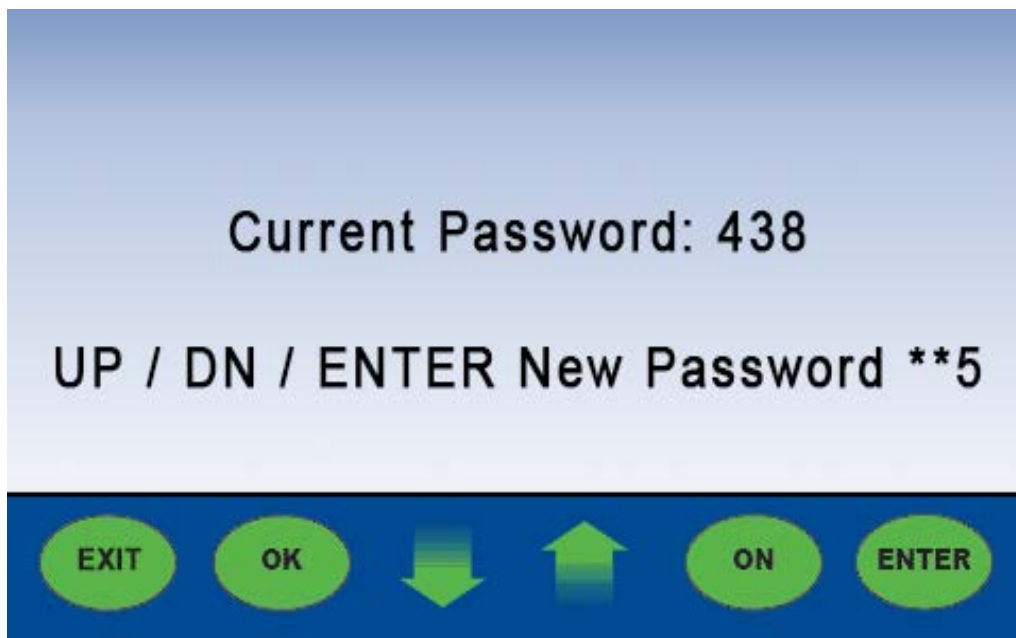 Current Password: 438
UP / DN / ENTER New Password **5
EXIT OK ON ENTER